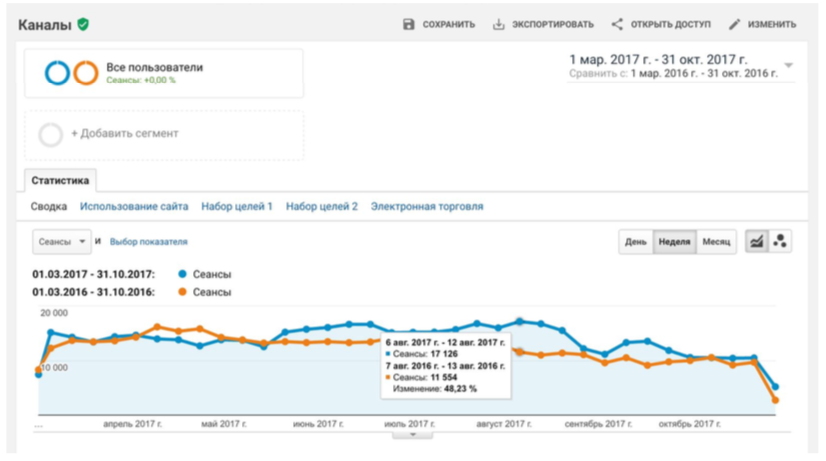 Каналы
СОХРАНИТЬ
ЭКСПОРТИРОВАТЬ
ОТКРЫТЬ ДОСТУП
ИЗМЕНИТЬ
Все пользователи
Сеансы: +0,00 %
1 мар. 2017 г. - 31 окт. 2017 г.
Сравнить с: 1 мар. 2016 г. - 31 окт. 2016 г.
+ Добавить сегмент
Статистика
Сводка Использование сайта Набор целей 1 Набор целей 2 Электронная торговля
Сеансы и Выбор показателя
День Неделя Месяц
01.03.2017 - 31.10.2017: Сеансы
01.03.2016 - 31.10.2016: Сеансы
20 000
10 000
6 авг. 2017 г. - 12 авг. 2017 г.
Сеансы: 17 126
7 авг. 2016 г. - 13 авг. 2016 г.
Сеансы: 11 554
Изменение: 48,23 %
... апрель 2017 г. май 2017 г. июнь 2017 г. июль 2017 г. август 2017 г. сентябрь 2017 г. октябрь 2017 г.